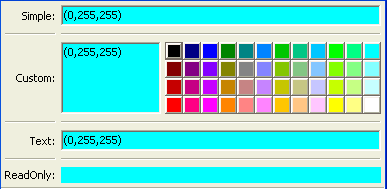 Simple: (0,255,255)
Custom: (0,255,255)
Text: (0,255,255)
ReadOnly: